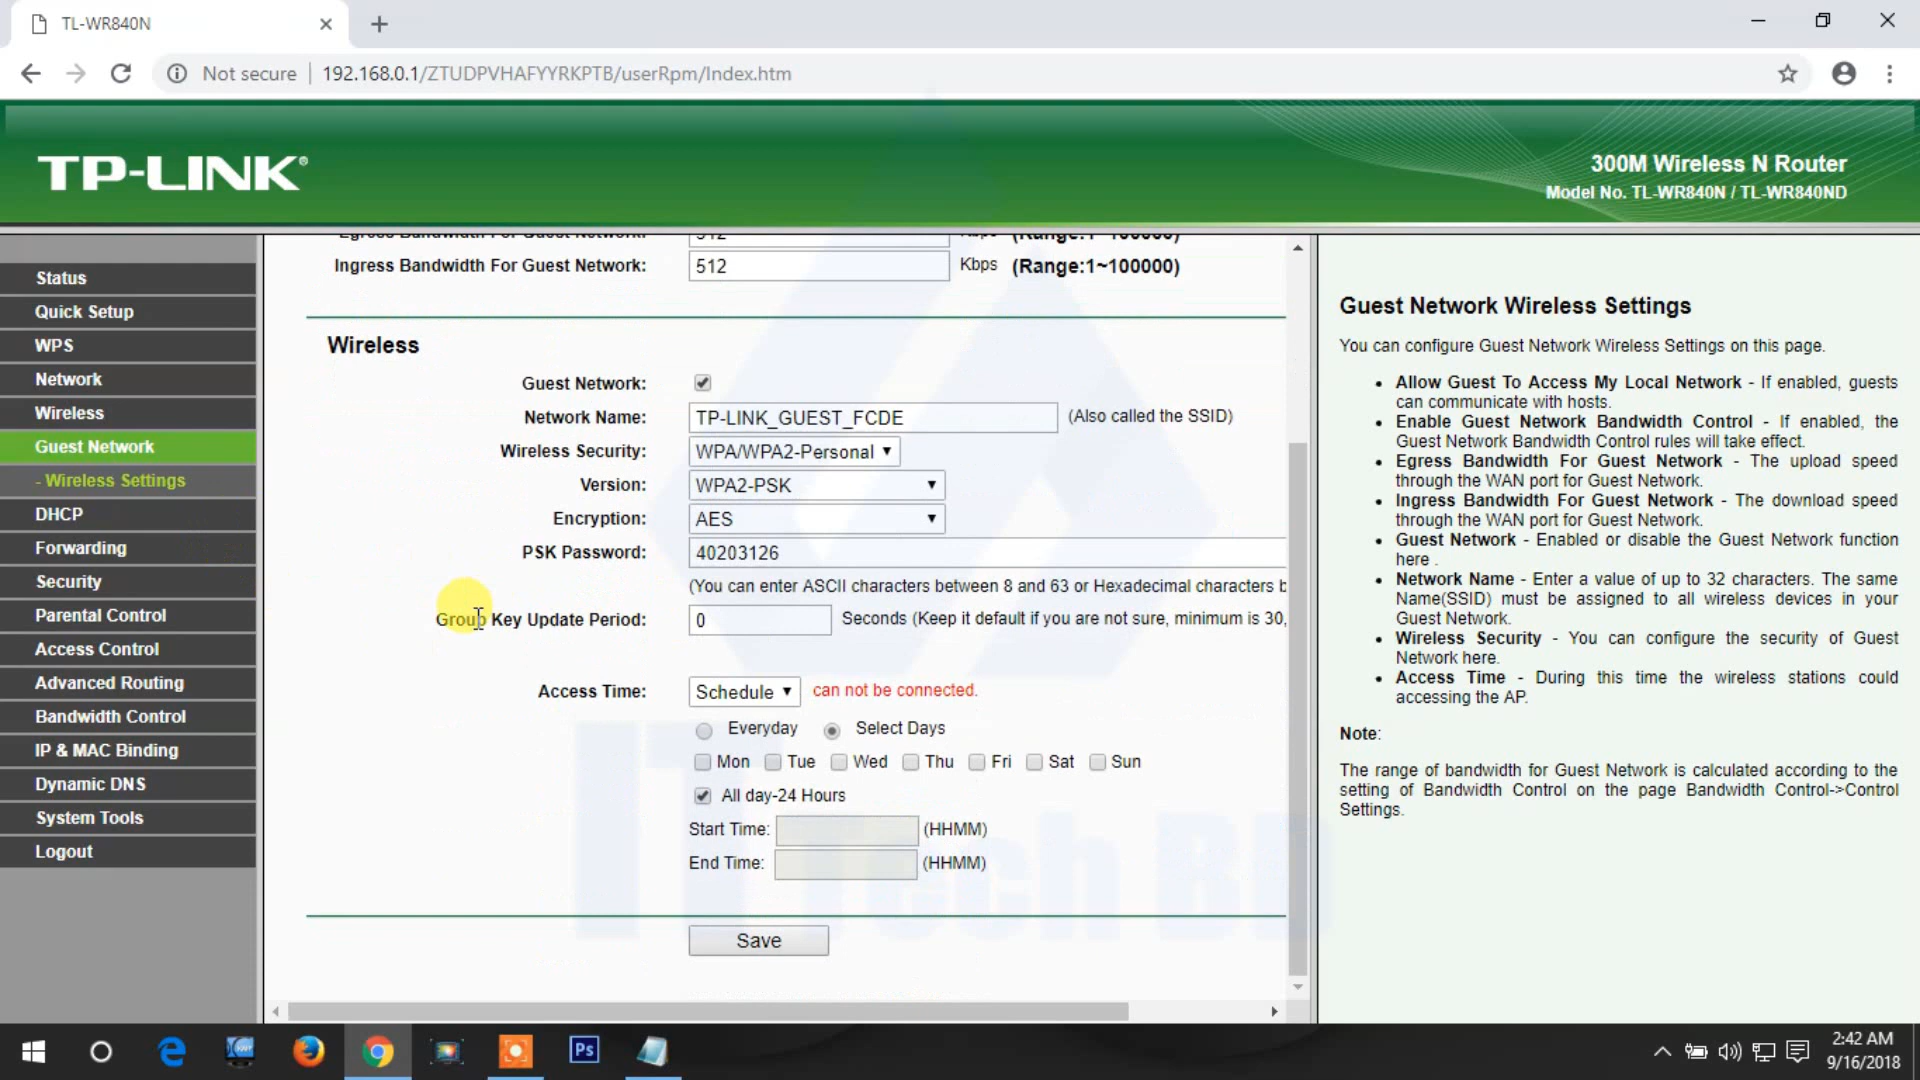 TL-WR840N
Not secure 192.168.0.1/ZTUDPVHAFYYRKPTB/userRpm/Index.htm
TP-LINK®
300M Wireless N Router
Model No. TL-WR840N / TL-WR840ND
Status
Quick Setup
WPS
Network
Wireless
Guest Network
- Wireless Settings
DHCP
Forwarding
Security
Parental Control
Access Control
Advanced Routing
Bandwidth Control
IP & MAC Binding
Dynamic DNS
System Tools
Logout
Egress Bandwidth For Guest Network: 512 Kbps (Range:1~100000)
Ingress Bandwidth For Guest Network: 512 Kbps (Range:1~100000)
Wireless
Guest Network:
Network Name: TP-LINK_GUEST_FCDE (Also called the SSID)
Wireless Security: WPA/WPA2-Personal
Version: WPA2-PSK
Encryption: AES
PSK Password: 40203126
(You can enter ASCII characters between 8 and 63 or Hexadecimal characters b
Group Key Update Period: 0 Seconds (Keep it default if you are not sure, minimum is 30,
Access Time: Schedule can not be connected.
Everyday Select Days
Mon Tue Wed Thu Fri Sat Sun
All day-24 Hours
Start Time: (HHMM)
End Time: (HHMM)
Save
IT Tech BD
Guest Network Wireless Settings
You can configure Guest Network Wireless Settings on this page.
• Allow Guest To Access My Local Network - If enabled, guests
can communicate with hosts.
• Enable Guest Network Bandwidth Control - If enabled, the
Guest Network Bandwidth Control rules will take effect.
• Egress Bandwidth For Guest Network - The upload speed
through the WAN port for Guest Network.
• Ingress Bandwidth For Guest Network - The download speed
through the WAN port for Guest Network.
• Guest Network - Enabled or disable the Guest Network function
here .
• Network Name - Enter a value of up to 32 characters. The same
Name(SSID) must be assigned to all wireless devices in your
Guest Network.
• Wireless Security - You can configure the security of Guest
Network here.
• Access Time - During this time the wireless stations could
accessing the AP.
Note:
The range of bandwidth for Guest Network is calculated according to the
setting of Bandwidth Control on the page Bandwidth Control->Control
Settings.
Ps
2:42 AM
9/16/2018